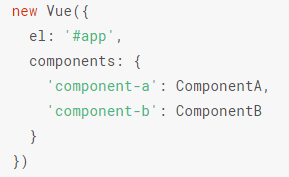 new Vue({
  el: '#app',
  components: {
    'component-a': ComponentA,
    'component-b': ComponentB
  }
})